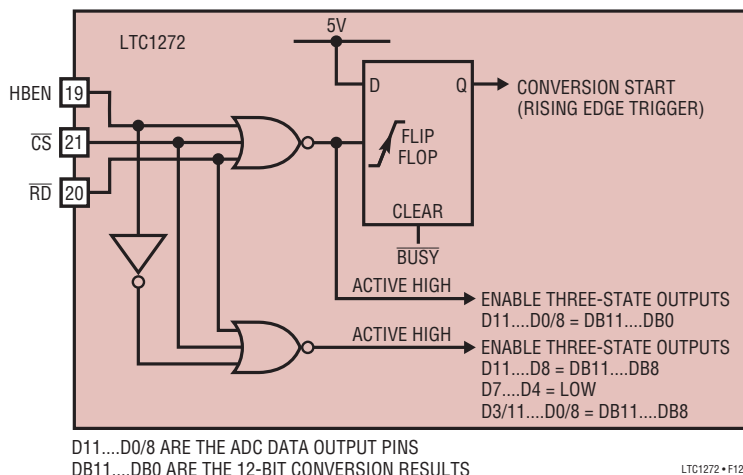 LTC1272
5V
HBEN 19
CS 21
RD 20
D Q
FLIP
FLOP
CLEAR
BUSY
CONVERSION START
(RISING EDGE TRIGGER)
ACTIVE HIGH
ENABLE THREE-STATE OUTPUTS
D11....D0/8 = DB11....DB0
ACTIVE HIGH
ENABLE THREE-STATE OUTPUTS
D11....D8 = DB11....DB8
D7....D4 = LOW
D3/11....D0/8 = DB11....DB8
D11....D0/8 ARE THE ADC DATA OUTPUT PINS
DB11....DB0 ARE THE 12-BIT CONVERSION RESULTS
LTC1272 • F12